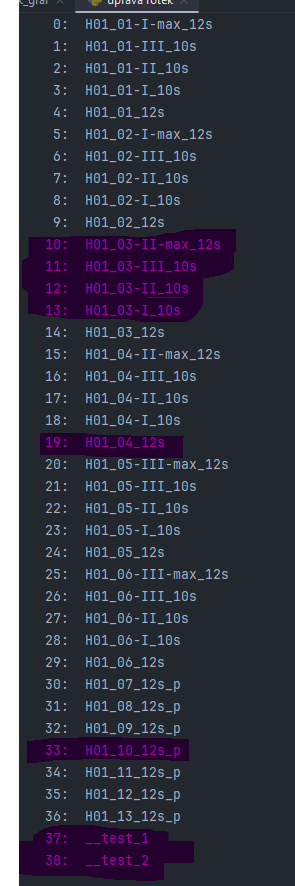 úprava fotek
0: H01_01-I-max_12s
1: H01_01-III_10s
2: H01_01-II_10s
3: H01_01-I_10s
4: H01_01_12s
5: H01_02-I-max_12s
6: H01_02-III_10s
7: H01_02-II_10s
8: H01_02-I_10s
9: H01_02_12s
10: H01_03-II-max_12s
11: H01_03-III_10s
12: H01_03-II_10s
13: H01_03-I_10s
14: H01_03_12s
15: H01_04-II-max_12s
16: H01_04-III_10s
17: H01_04-II_10s
18: H01_04-I_10s
19: H01_04_12s
20: H01_05-III-max_12s
21: H01_05-III_10s
22: H01_05-II_10s
23: H01_05-I_10s
24: H01_05_12s
25: H01_06-III-max_12s
26: H01_06-III_10s
27: H01_06-II_10s
28: H01_06-I_10s
29: H01_06_12s
30: H01_07_12s_p
31: H01_08_12s_p
32: H01_09_12s_p
33: H01_10_12s_p
34: H01_11_12s_p
35: H01_12_12s_p
36: H01_13_12s_p
37: __test_1
38: __test_2